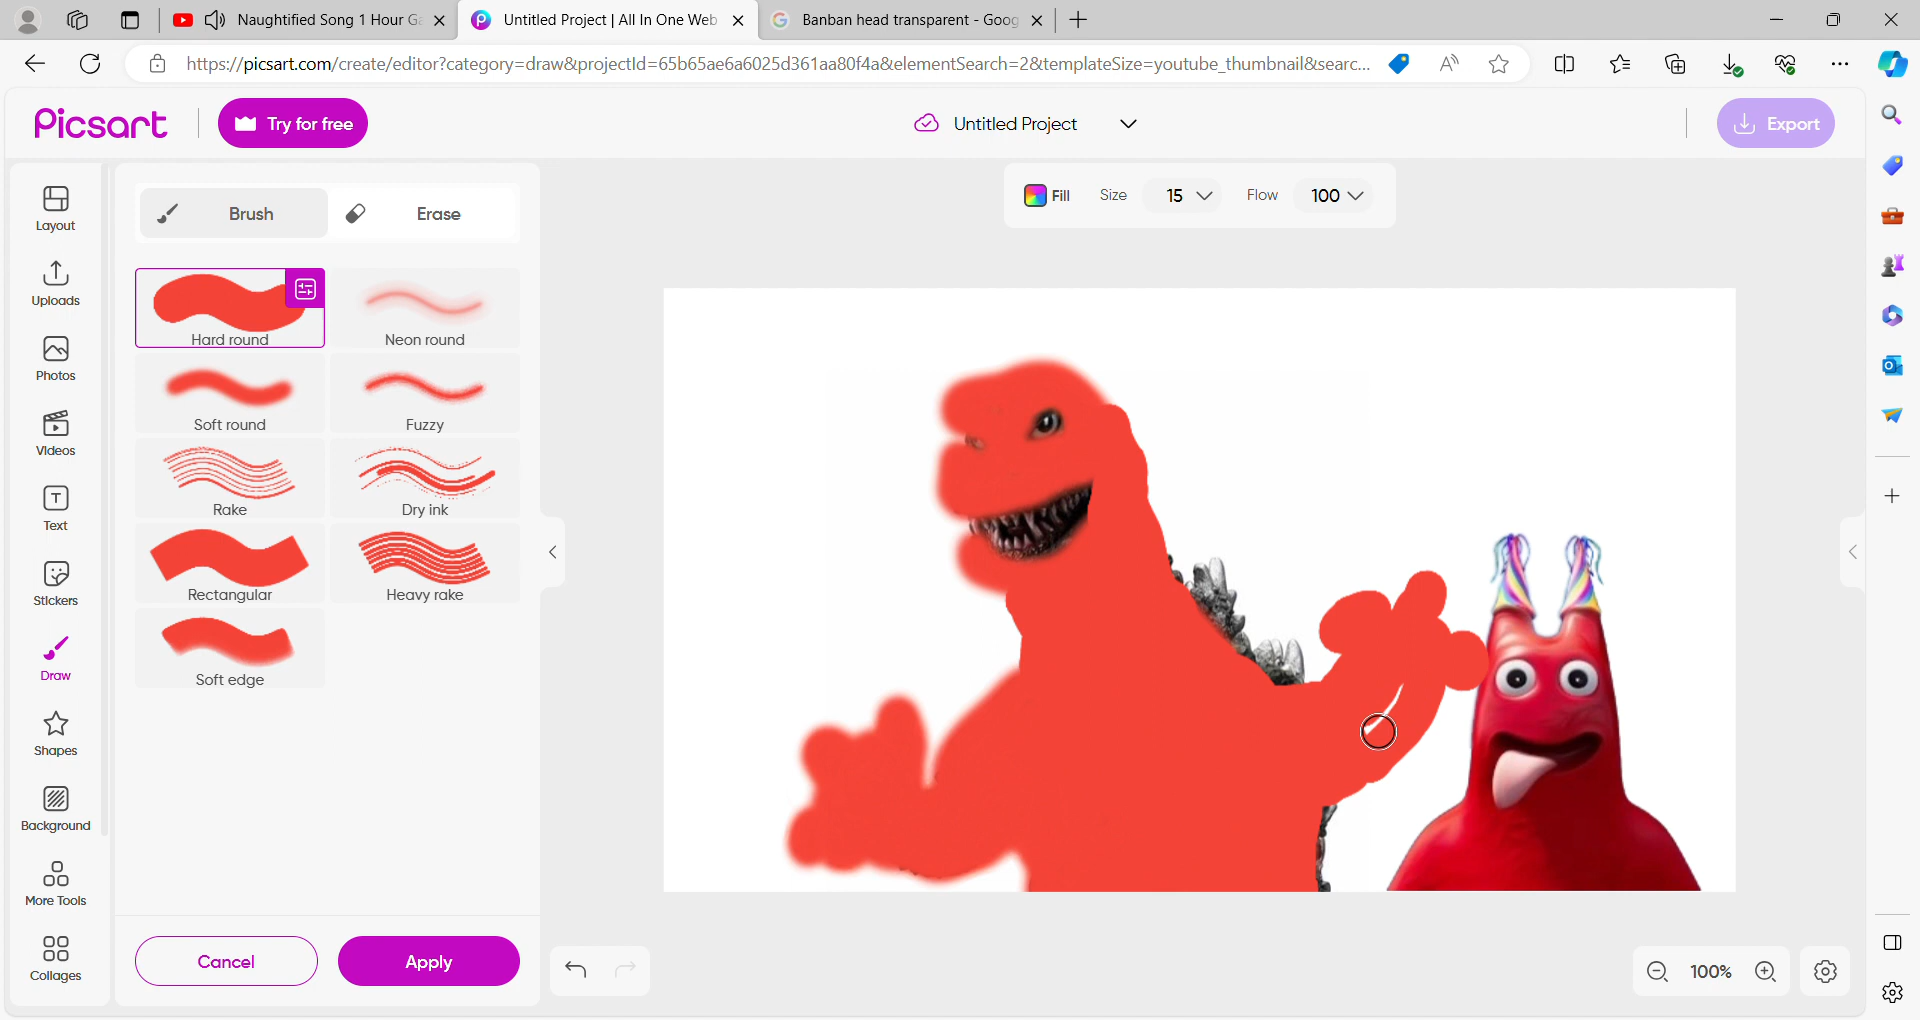 Naughtified Song 1 Hour Ga
Untitled Project | All In One Web
Banban head transparent - Goog
https://picsart.com/create/editor?category=draw&projectId=65b65ae6a6025d361aa80f4a&elementSearch=2&templateSize=youtube_thumbnail&searc...
Picsart
Try for free
Untitled Project
Export
Layout
Uploads
Photos
Videos
Text
Stickers
Draw
Shapes
Background
More Tools
Collages
Brush
Erase
Hard round
Neon round
Soft round
Fuzzy
Rake
Dry ink
Rectangular
Heavy rake
Soft edge
Cancel
Apply
Fill
Size
15
Flow
100
100%